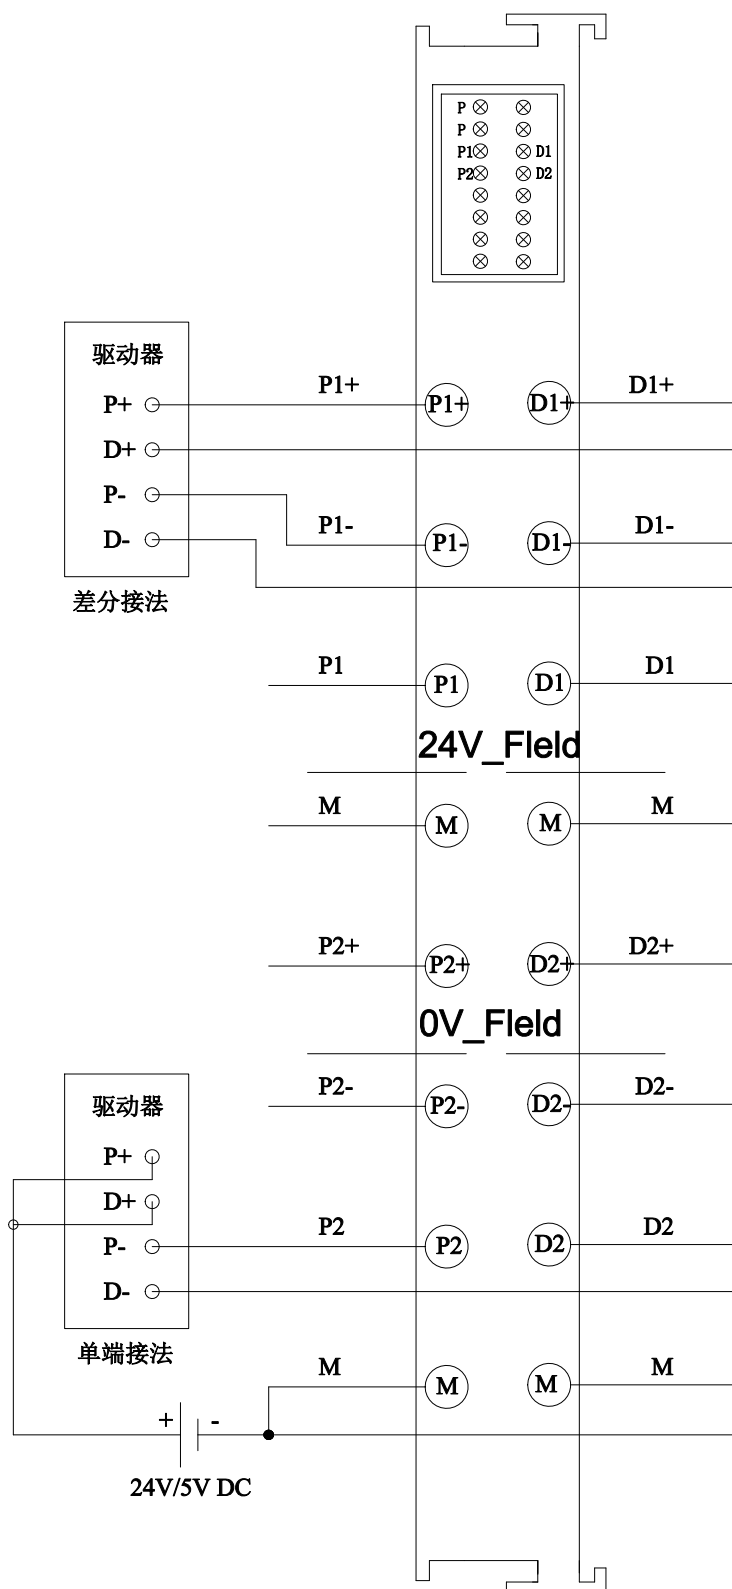 P
P
P1 D1
P2 D2
驱动器
P+
D+
P-
D-
差分接法
P1+ P1+ D1+ D1+
P1- P1- D1- D1-
P1 P1 D1 D1
24V_FIeld
M M M M
P2+ P2+ D2+ D2+
0V_FIeld
P2- P2- D2- D2-
驱动器
P+
D+
P-
D-
单端接法
P2 P2 D2 D2
M M M M
+ -
24V/5V DC